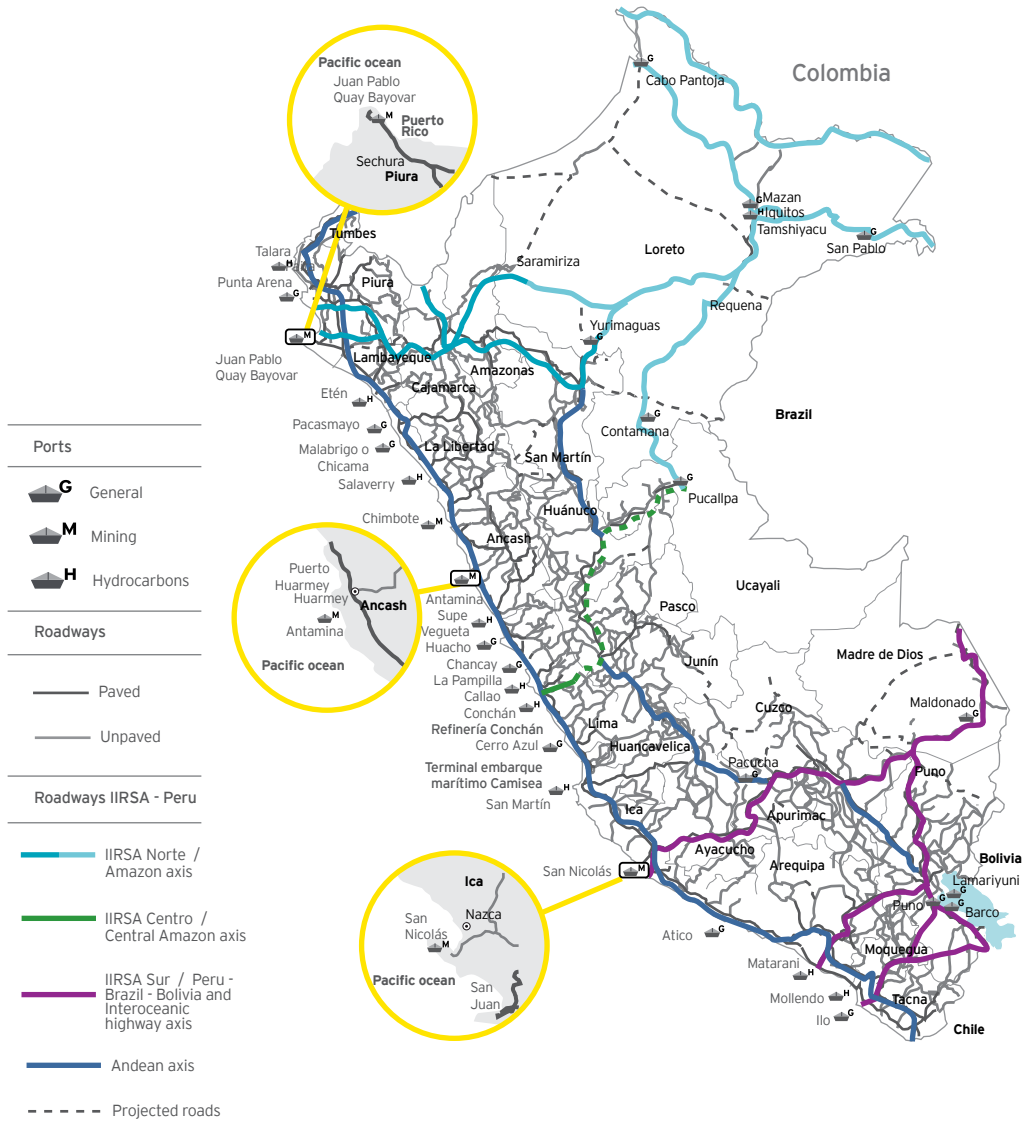 Pacific ocean
Juan Pablo
Quay Bayovar
M
Puerto
Rico
Sechura
Piura
Colombia
G
Cabo Pantoja
G
Mazan
H
Iquitos
Tamshiyacu
G
San Pablo
Loreto
Saramiriza
Requena
Tumbes
Talara
H
Punta Arena
G
Piura
M
Juan Pablo
Quay Bayovar
Lambayeque
Cajamarca
Amazonas
Yurimaguas
G
Brazil
Etén
H
Pacasmayo
G
Malabrigo o
Chicama
G
Salaverry
H
La Libertad
San Martín
Contamana
G
Pucallpa
G
Chimbote
M
Huánuco
Ancash
Ucayali
Pasco
Junín
Puerto
Huarmey
Huarmey
Ancash
M
Antamina
Pacific ocean
M
Antamina
Supe
H
Vegueta
Huacho
G
Chancay
G
La Pampilla
H
Callao
Conchán
H
Refinería Conchán
Cerro Azul
G
Terminal embarque
marítimo Camisea
H
San Martín
Lima
Huancavelica
Ica
Madre de Dios
Maldonado
G
Cuzco
Pacucha
G
Puno
Apurimac
Ayacucho
Arequipa
San Nicolás
M
Bolivia
Lamariyuni
G
Puno
G
G
Barco
Moquegua
Atico
G
Matarani
H
Mollendo
H
Ilo
G
Tacna
Chile
Ica
Nazca
San
Nicolás
M
Pacific ocean
San
Juan
Ports
G
General
M
Mining
H
Hydrocarbons
Roadways
Paved
Unpaved
Roadways IIRSA - Peru
IIRSA Norte /
Amazon axis
IIRSA Centro /
Central Amazon axis
IIRSA Sur / Peru -
Brazil - Bolivia and
Interoceanic
highway axis
Andean axis
Projected roads